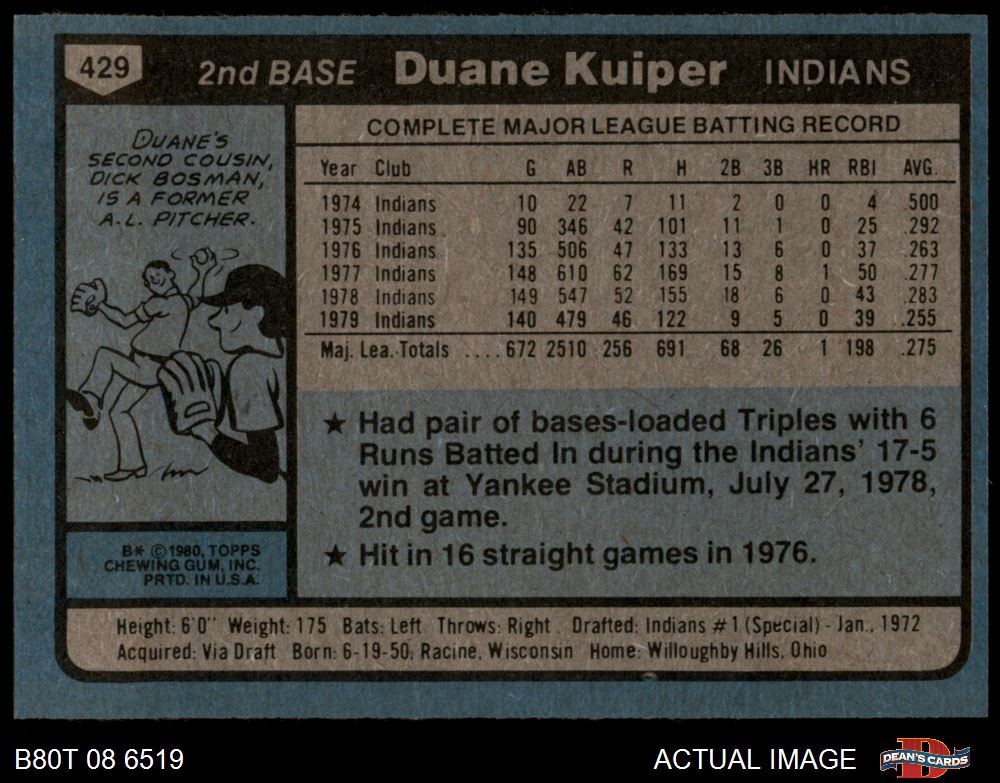 429 2nd BASE Duane Kuiper INDIANS
DUANE'S
SECOND COUSIN,
DICK BOSMAN,
IS A FORMER
A.L. PITCHER.
COMPLETE MAJOR LEAGUE BATTING RECORD
Year Club G AB R H 2B 3B HR RBI AVG.
1974 Indians 10 22 7 11 2 0 0 4 .500
1975 Indians 90 346 42 101 11 1 0 25 .292
1976 Indians 135 506 47 133 13 6 0 37 .263
1977 Indians 148 610 62 169 15 8 1 50 .277
1978 Indians 149 547 52 155 18 6 0 43 .283
1979 Indians 140 479 46 122 9 5 0 39 .255
Maj. Lea. Totals ....672 2510 256 691 68 26 1 198 .275
★ Had pair of bases-loaded Triples with 6
Runs Batted In during the Indians' 17-5
win at Yankee Stadium, July 27, 1978,
2nd game.
★ Hit in 16 straight games in 1976.
B* © 1980, TOPPS
CHEWING GUM, INC.
PRTD. IN U.S.A.
Height: 6'0" Weight: 175 Bats: Left Throws: Right Drafted: Indians #1 (Special) - Jan., 1972
Acquired: Via Draft Born: 6-19-50, Racine, Wisconsin Home: Willoughby Hills, Ohio
B80T 08 6519 ACTUAL IMAGE DEAN'S CARDS